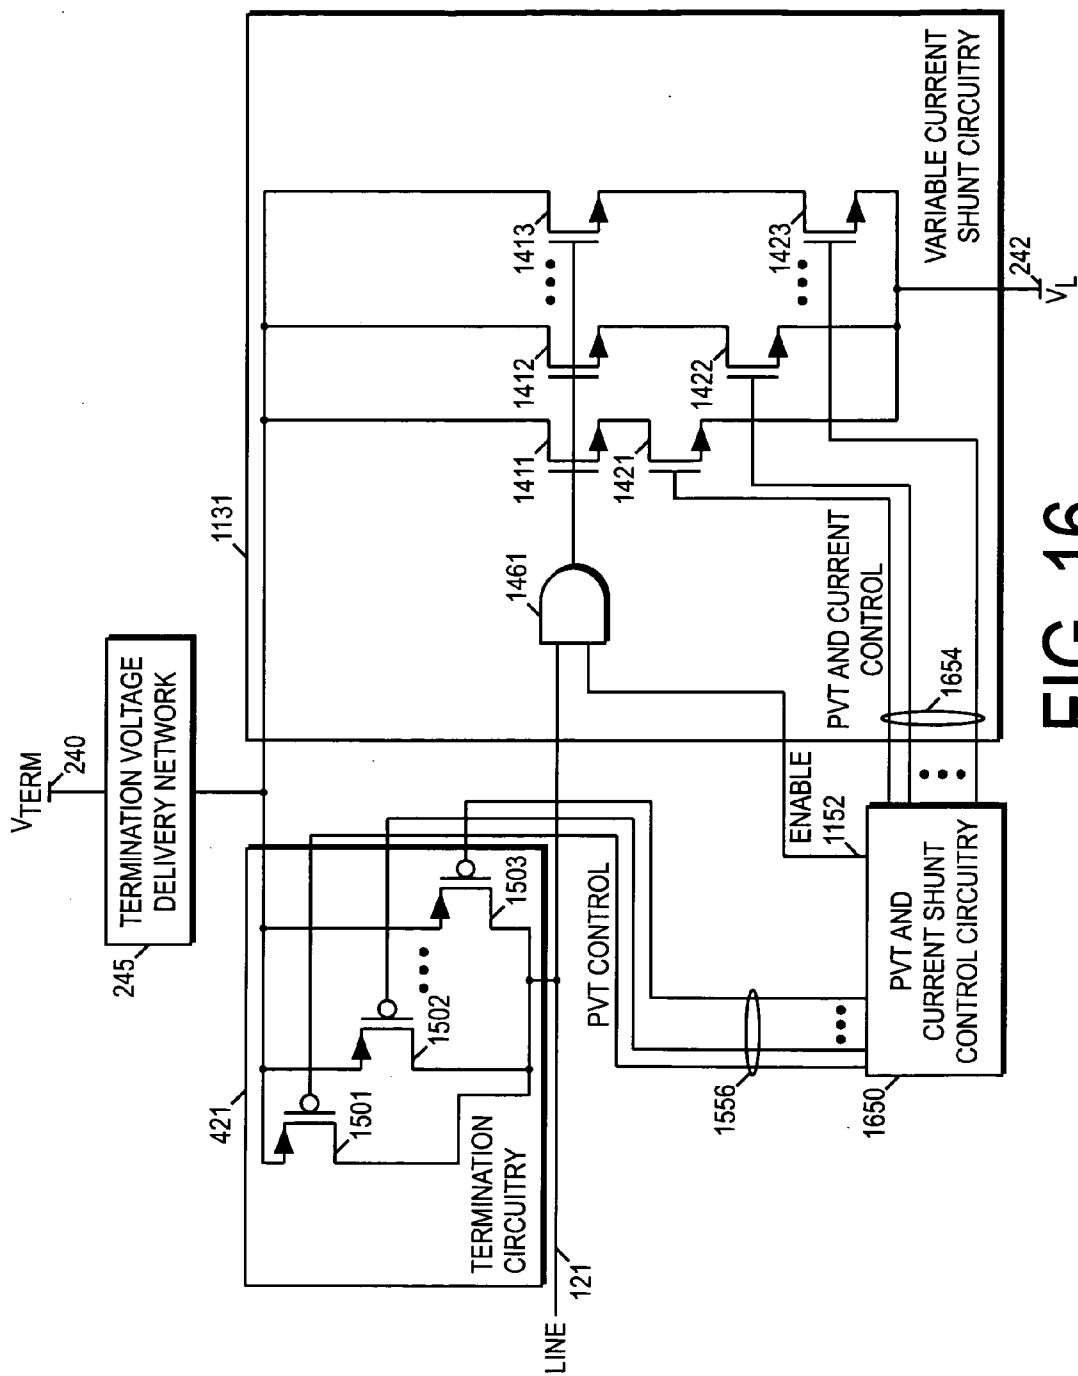 VTERM
240
TERMINATION VOLTAGE
DELIVERY NETWORK
245
1131
421
1501
1502
1503
TERMINATION
CIRCUITRY
LINE
121
PVT CONTROL
1556
ENABLE
1152
1461
1411
1412
1413
1421
1422
1423
PVT AND CURRENT
CONTROL
1654
VARIABLE CURRENT
SHUNT CIRCUITRY
242
VL
PVT AND
CURRENT SHUNT
CONTROL CIRCUITRY
1650
FIG 16